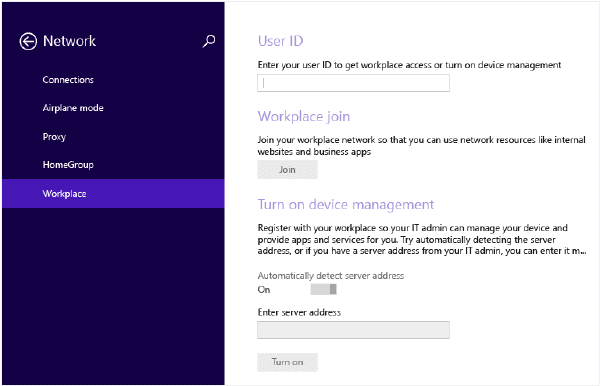 Network
Connections
Airplane mode
Proxy
HomeGroup
Workplace
User ID
Enter your user ID to get workplace access or turn on device management
Workplace join
Join your workplace network so that you can use network resources like internal
websites and business apps
Join
Turn on device management
Register with your workplace so your IT admin can manage your device and
provide apps and services for you. Try automatically detecting the server
address, or if you have a server address from your IT admin, you can enter it m...
Automatically detect server address
On
Enter server address
Turn on